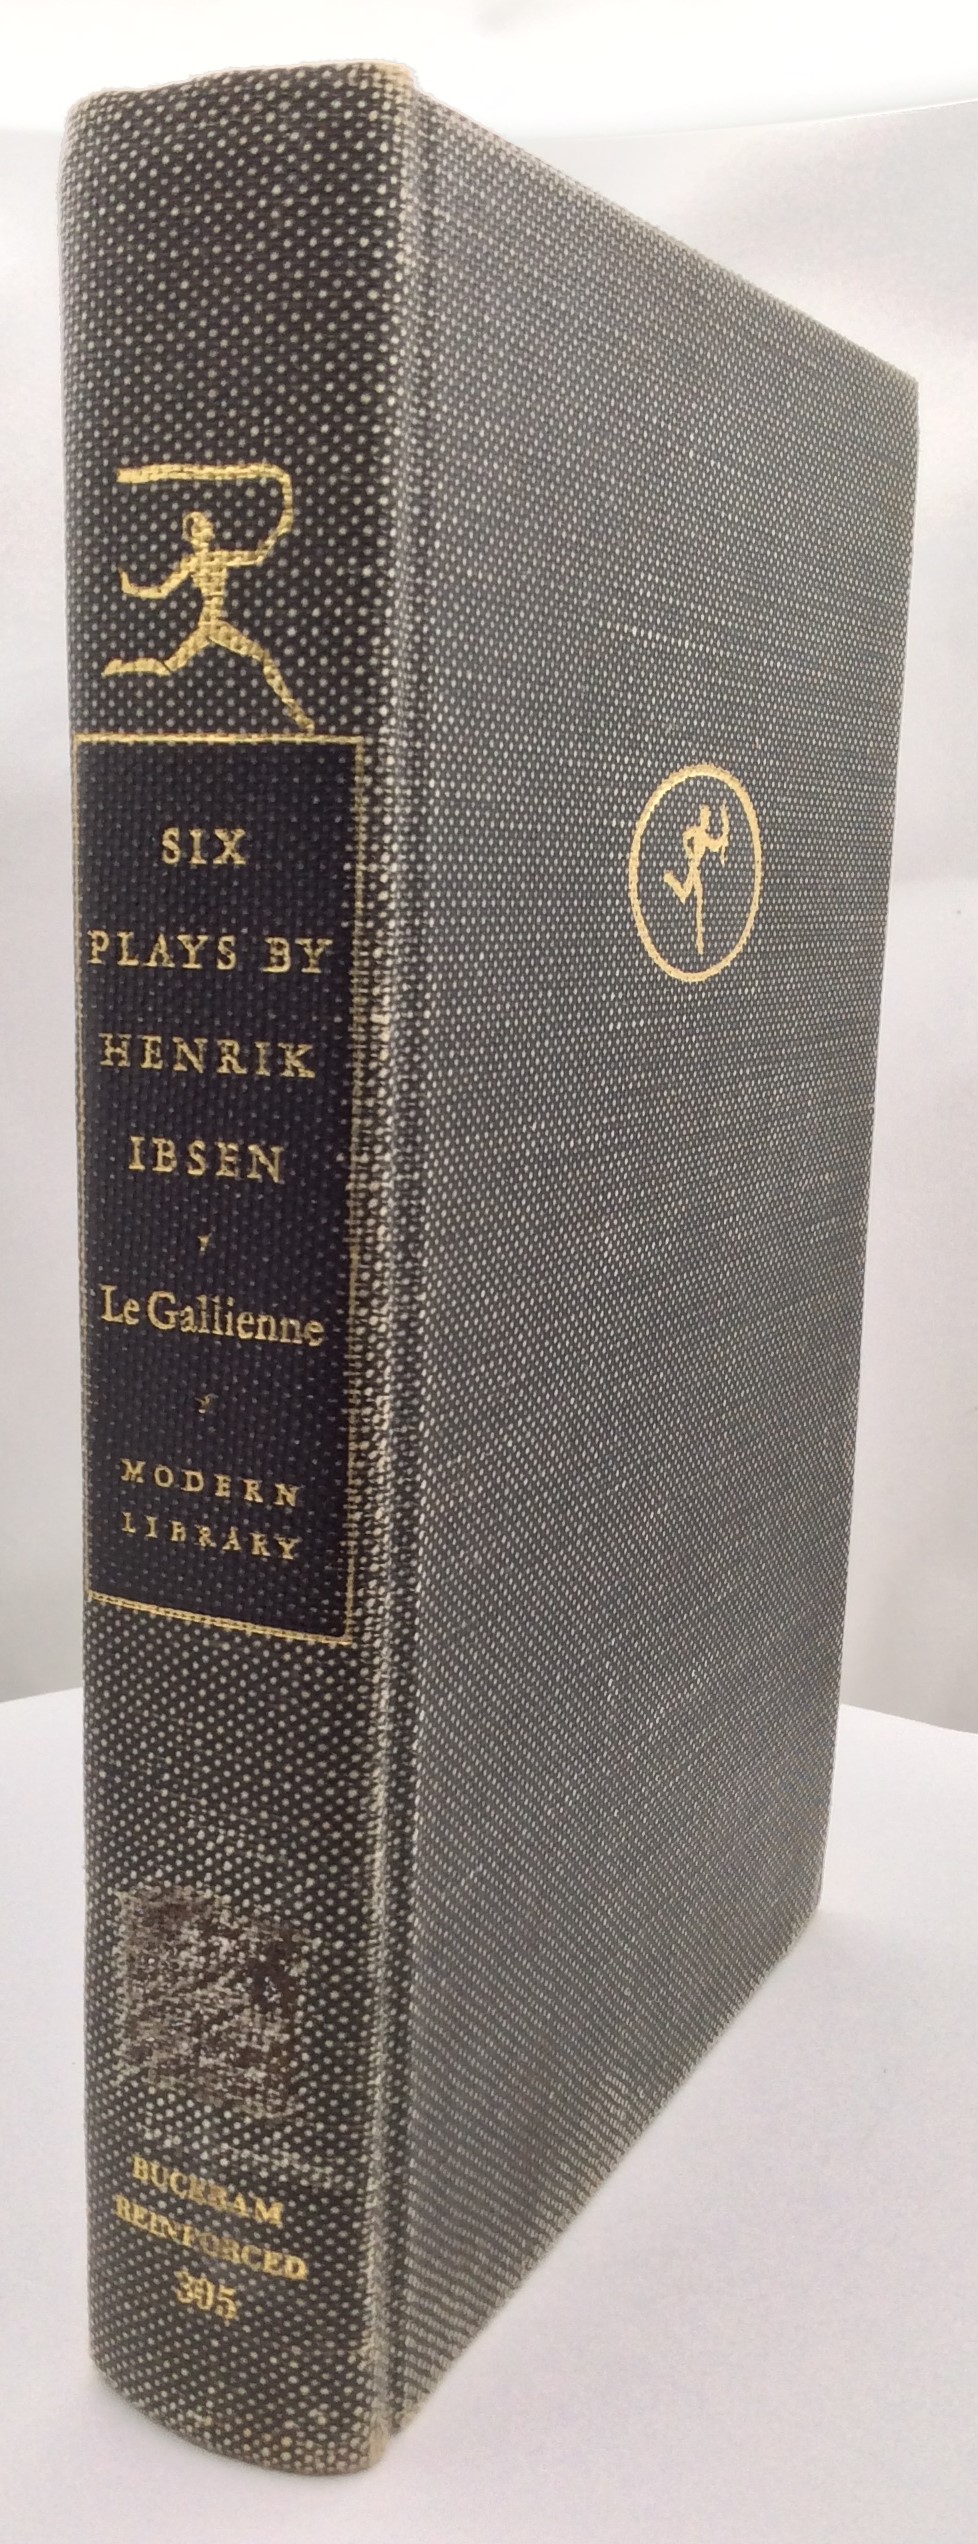 SIX
PLAYS BY
HENRIK
IBSEN
Le Gallienne
MODERN
LIBRARY
BUCKRAM
REINFORCED
305